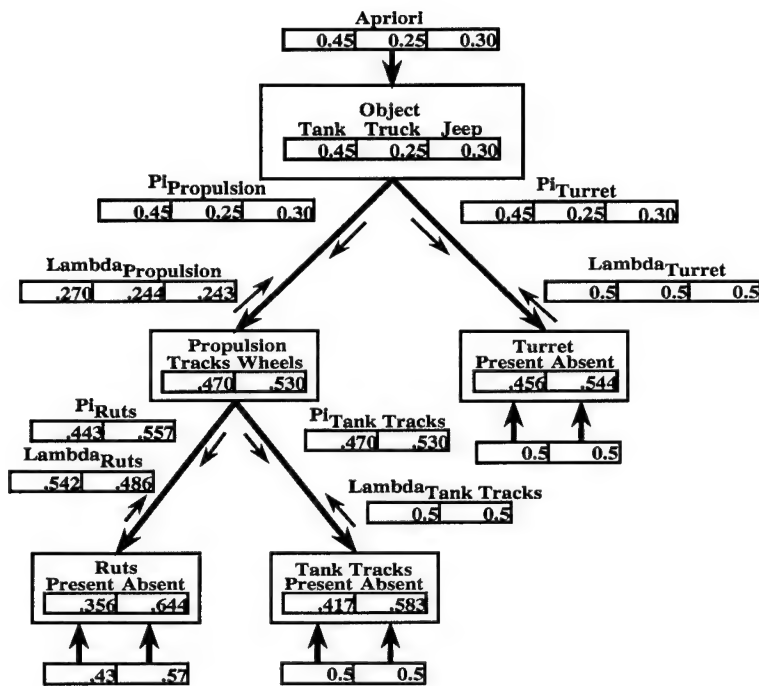 Apriori
0.45 0.25 0.30
Object
Tank Truck Jeep
0.45 0.25 0.30
PiPropulsion
0.45 0.25 0.30
PiTurret
0.45 0.25 0.30
LambdaPropulsion
.270 .244 .243
LambdaTurret
0.5 0.5 0.5
Propulsion
Tracks Wheels
.470 .530
Turret
Present Absent
.456 .544
PiRuts
.443 .557
PiTank Tracks
.470 .530
0.5 0.5
LambdaRuts
.542 .486
LambdaTank Tracks
0.5 0.5
Ruts
Present Absent
.356 .644
Tank Tracks
Present Absent
.417 .583
.43 .57
0.5 0.5